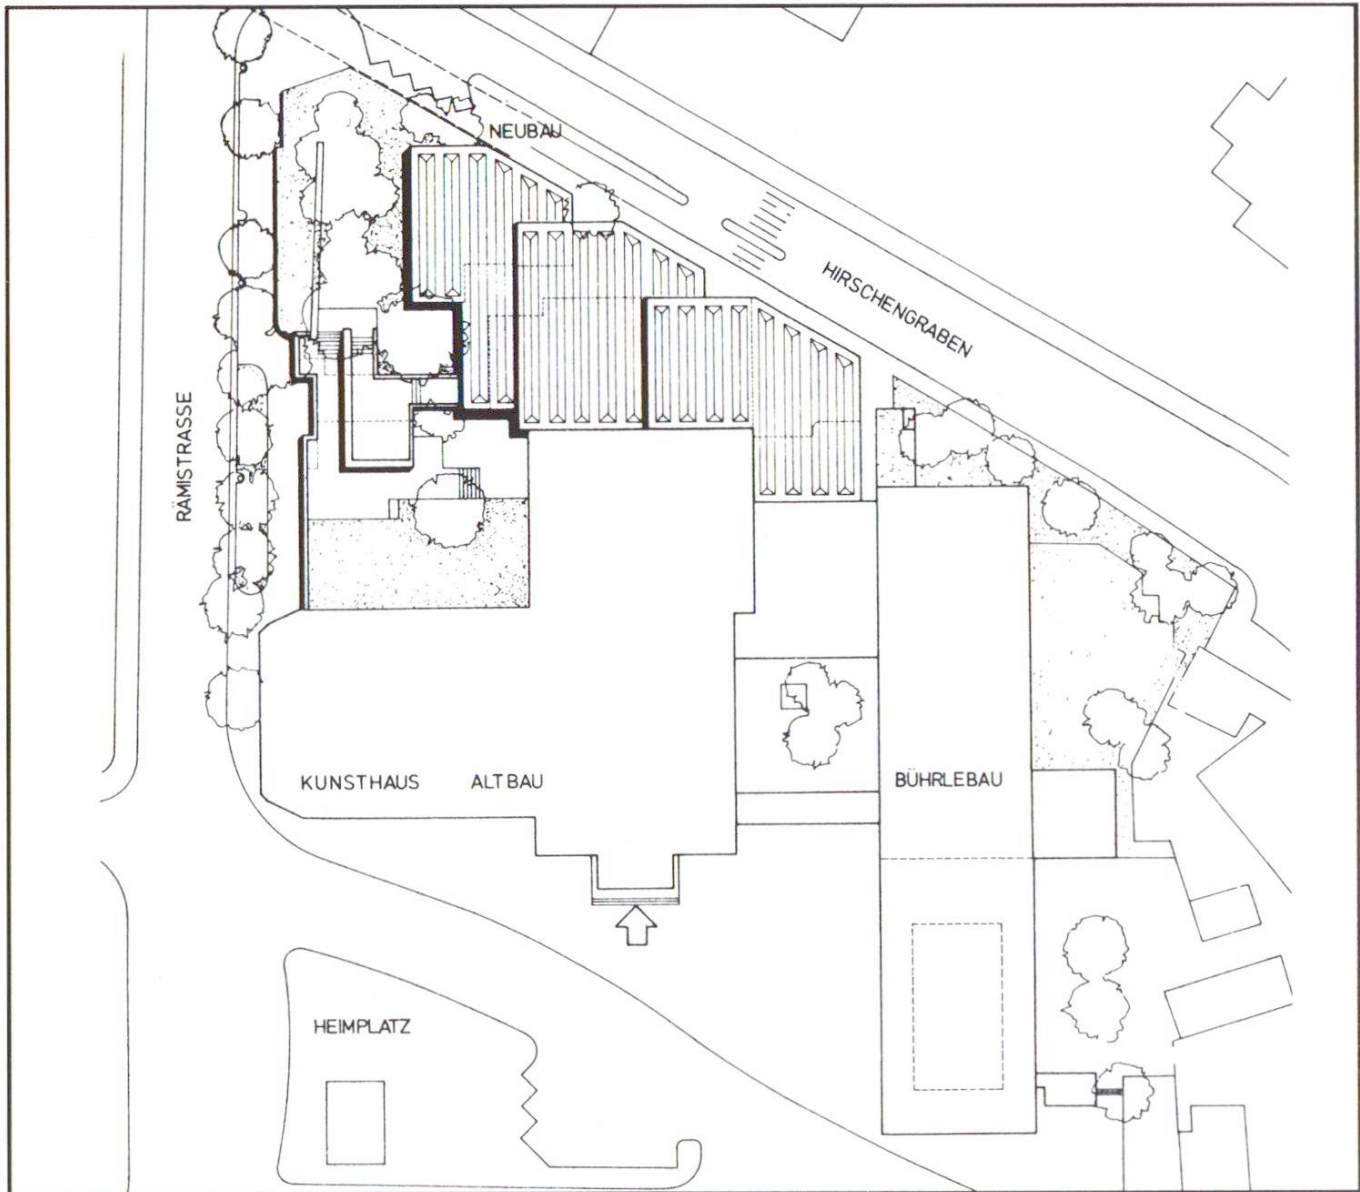 NEUBAU
HIRSCHENGRABEN
RÄMISTRASSE
KUNSTHAUS ALTBAU
BÜHRLEBAU
HEIMPLATZ